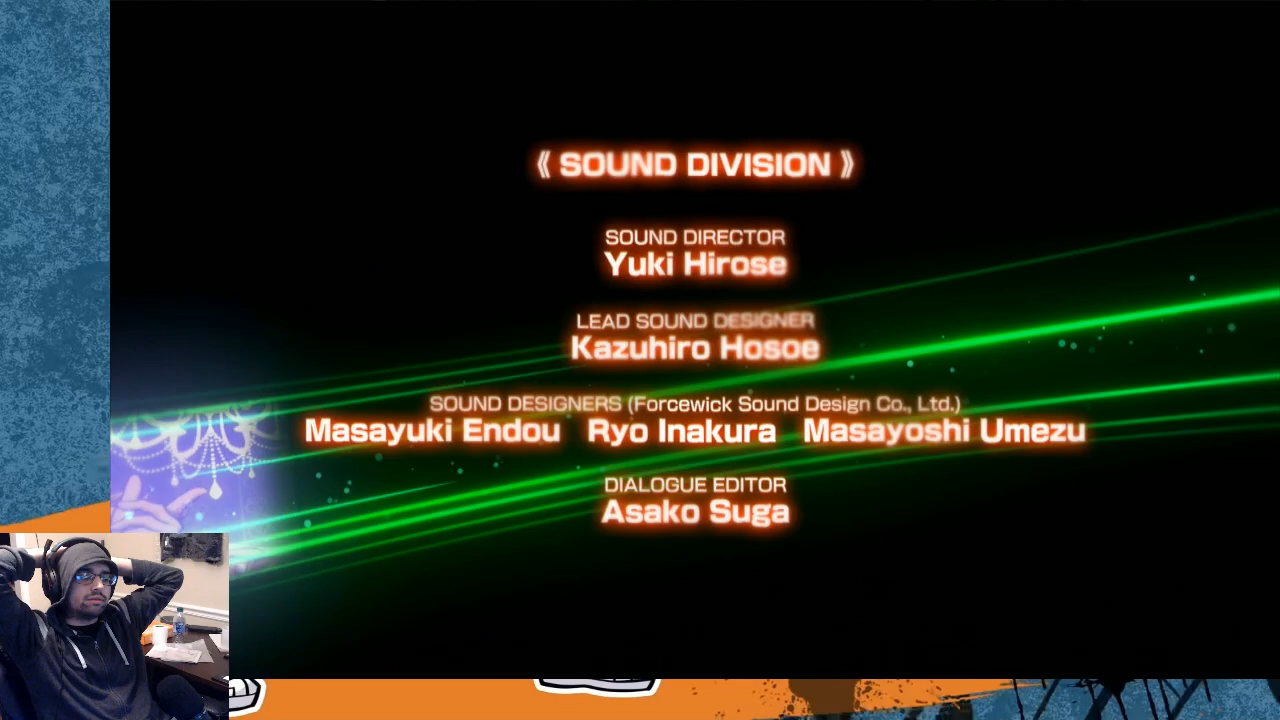 《 SOUND DIVISION 》
SOUND DIRECTOR
Yuki Hirose
LEAD SOUND DESIGNER
Kazuhiro Hosoe
SOUND DESIGNERS (Forcewick Sound Design Co., Ltd.)
Masayuki Endou Ryo Inakura Masayoshi Umezu
DIALOGUE EDITOR
Asako Suga